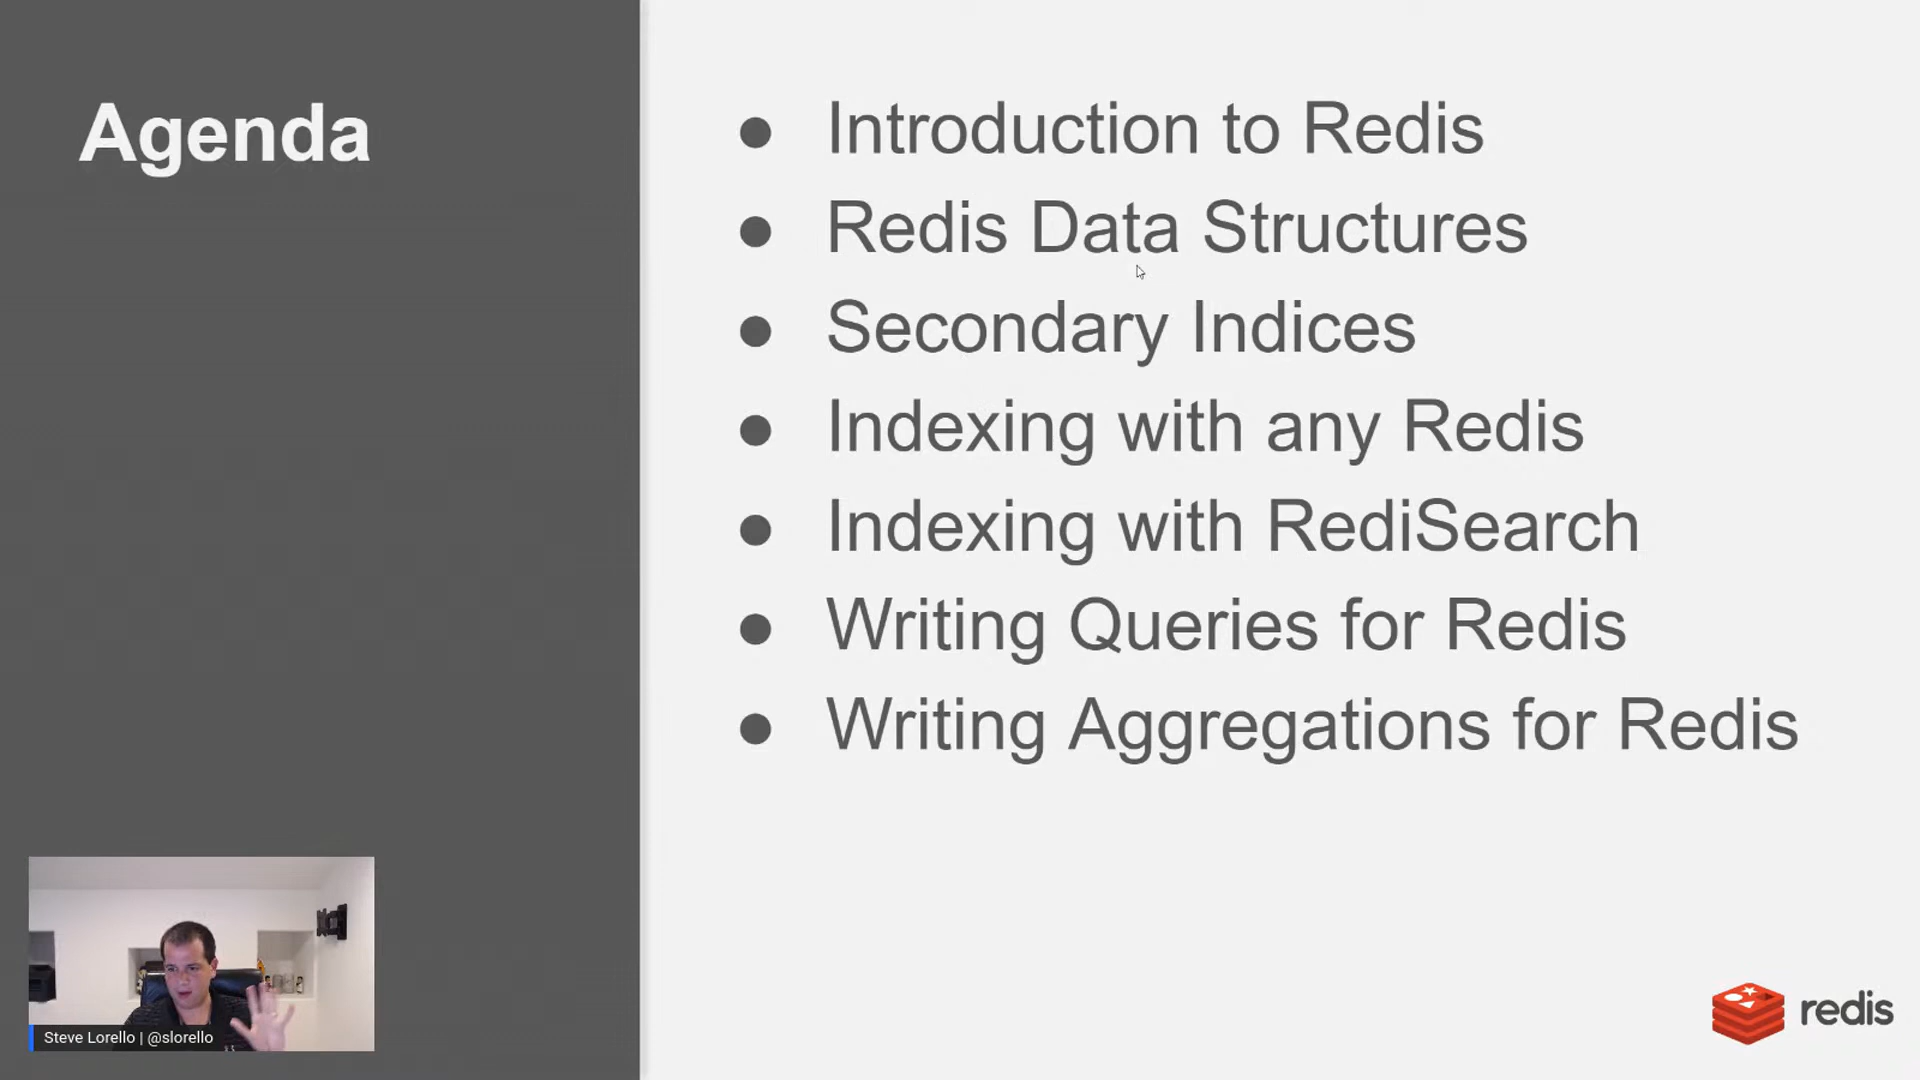 Agenda
Introduction to Redis
Redis Data Structures
Secondary Indices
Indexing with any Redis
Indexing with RediSearch
Writing Queries for Redis
Writing Aggregations for Redis
Steve Lorello | @slorello
redis